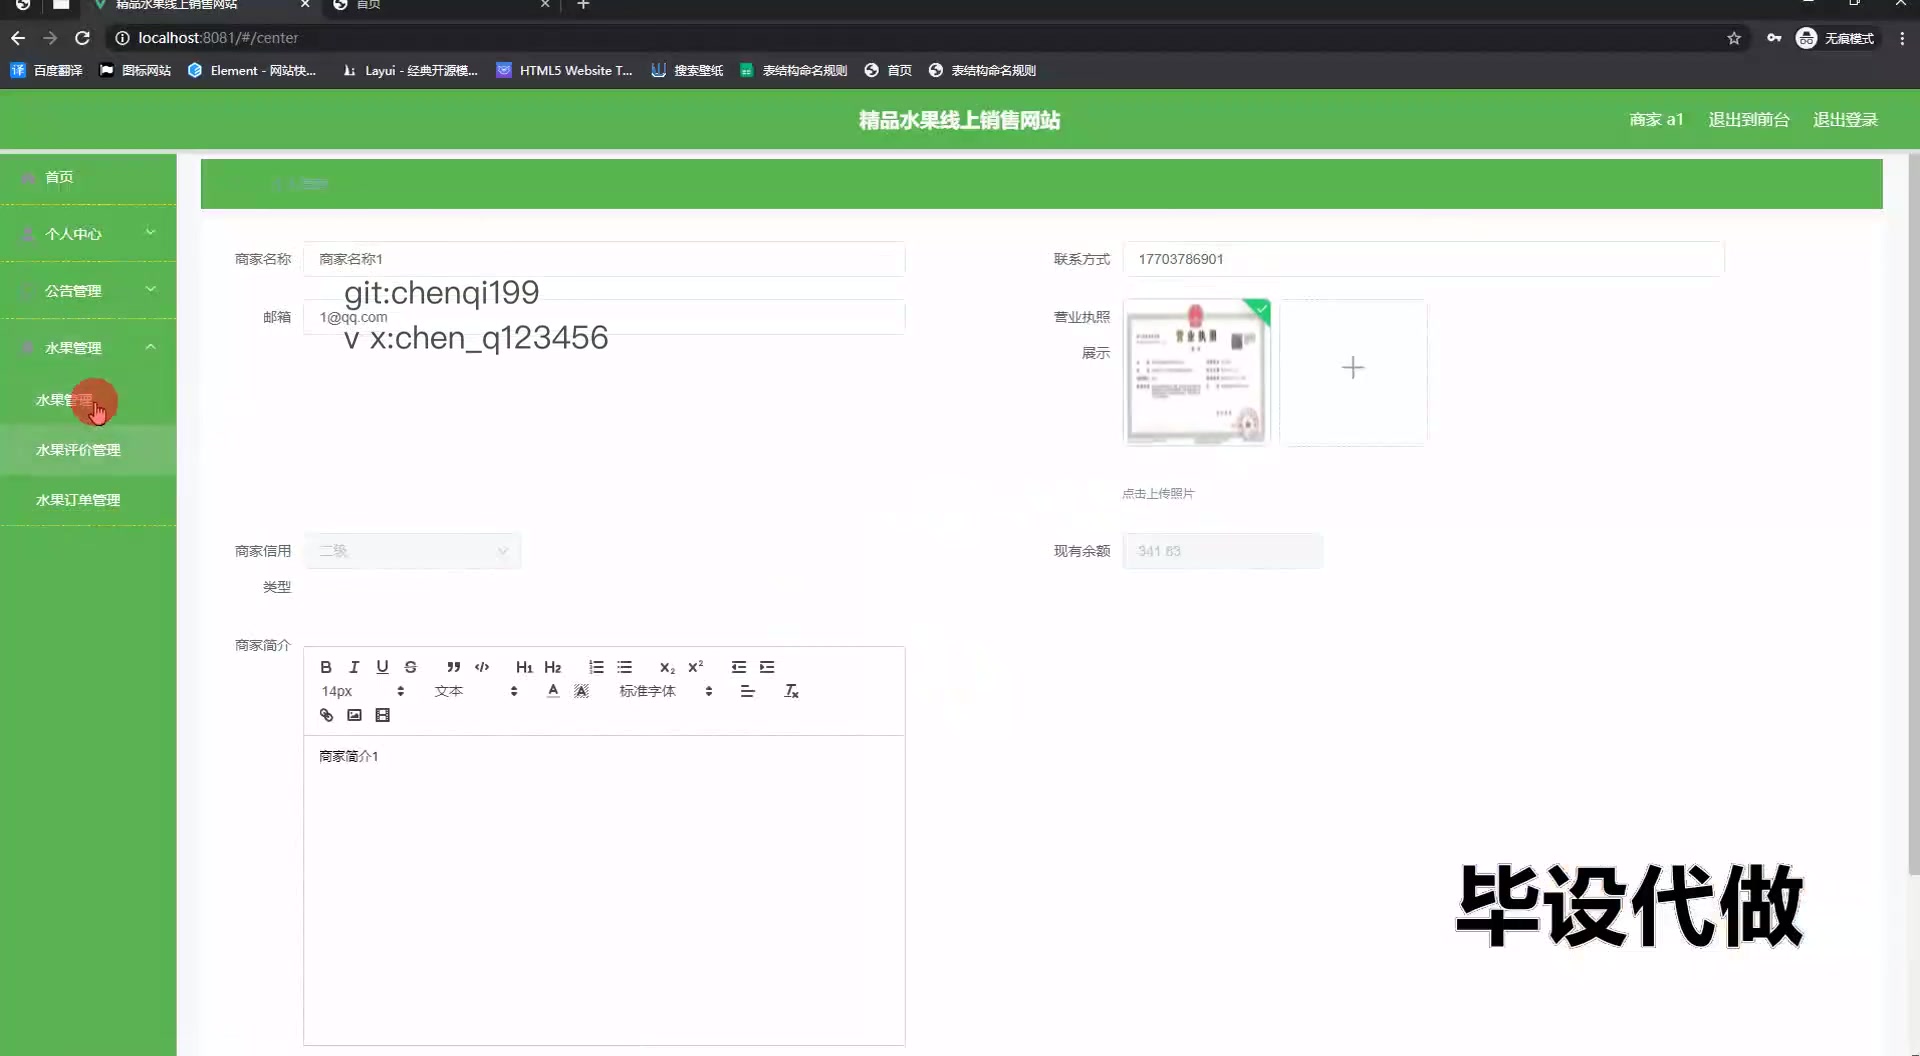 精品水果线上销售网站
首页
localhost:8081/#/center
无痕模式
百度翻译
图标网站
Element - 网站快...
Layui - 经典开源模...
HTML5 Website T...
搜索壁纸
表结构命名规则
首页
表结构命名规则
精品水果线上销售网站
商家 a1
退出到前台
退出登录
首页
个人中心
公告管理
水果管理
水果管理
水果评价管理
水果订单管理
商家名称
商家名称1
联系方式
17703786901
git:chenqi199
邮箱
1@qq.com
v x:chen_q123456
营业执照
展示
营业执照
点击上传照片
商家信用
类型
二级
现有余额
341.63
商家简介
B I U S H1 H2 X2 X2
14px
文本
A A
标准字体
Tx
商家简介1
毕设代做